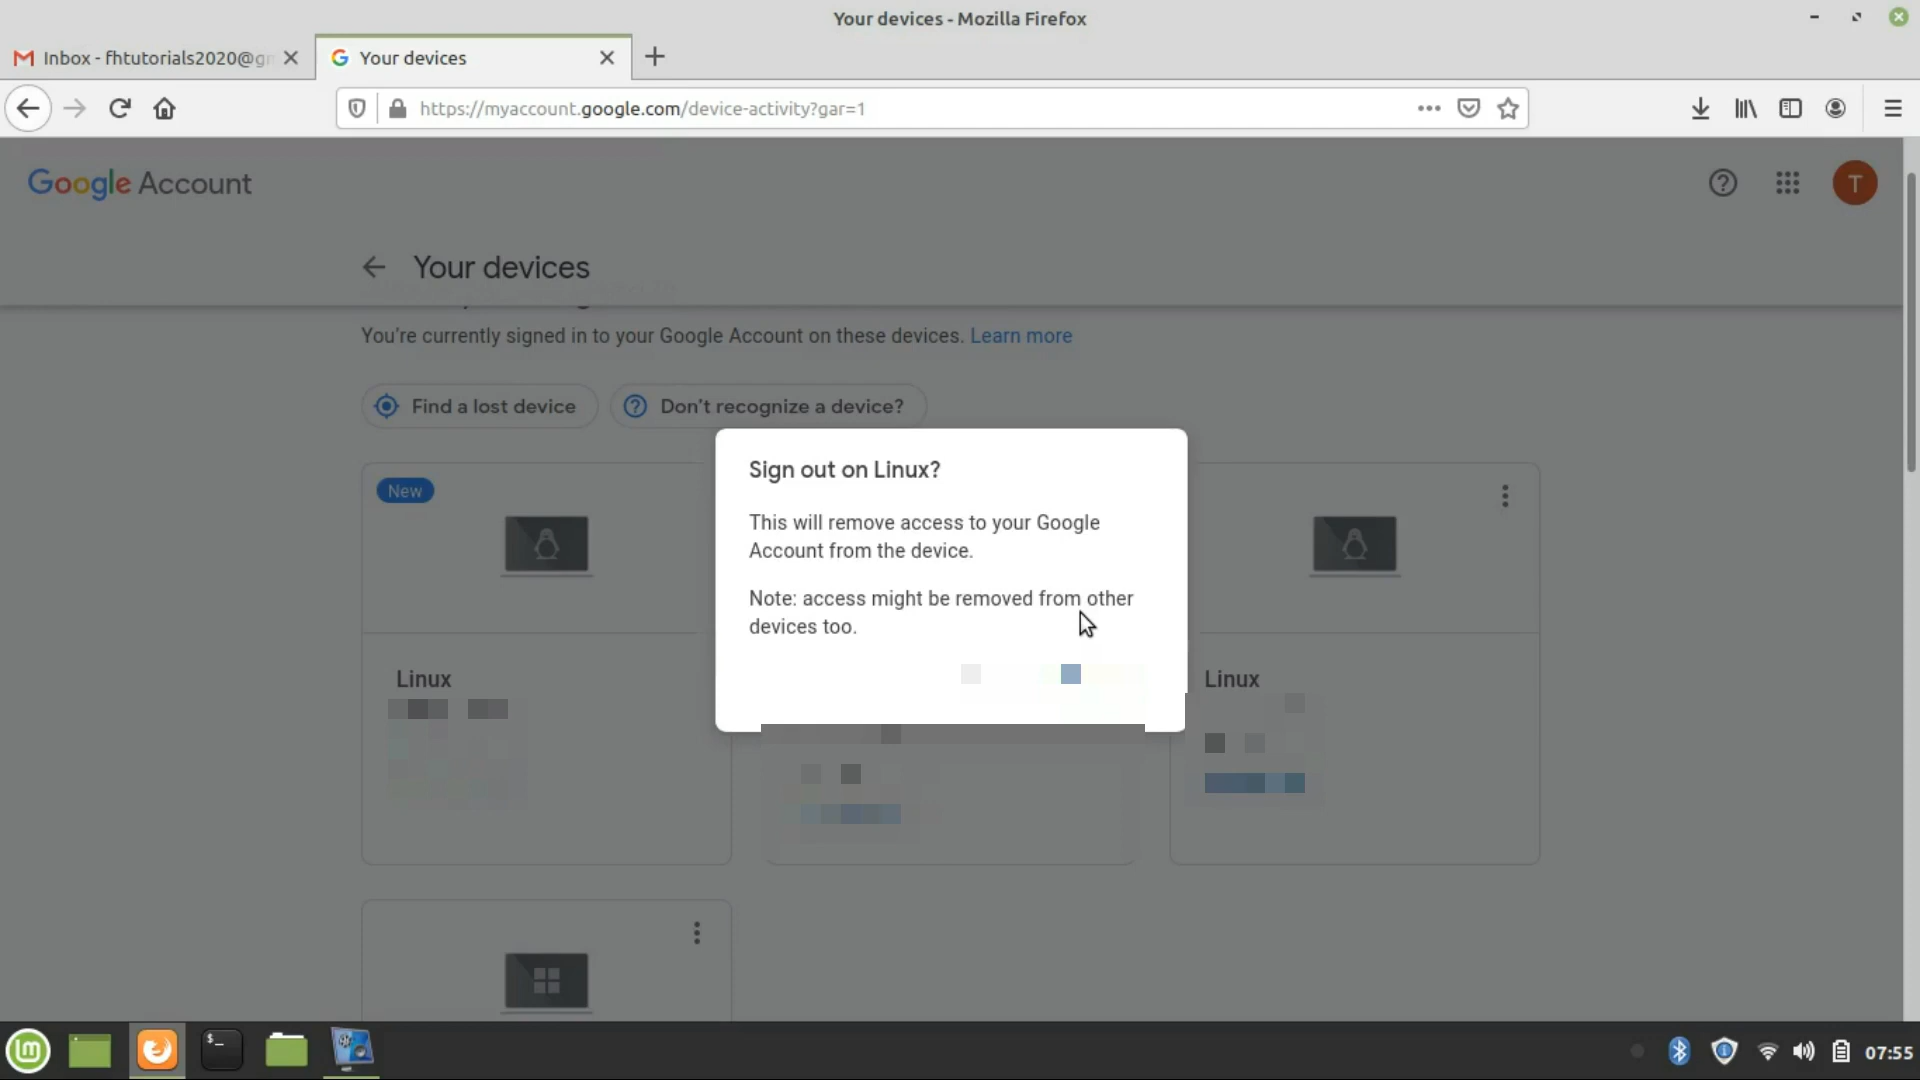 Your devices - Mozilla Firefox
Inbox - fhtutorials2020@g
Your devices
https://myaccount.google.com/device-activity?gar=1
Google Account
T
Your devices
You're currently signed in to your Google Account on these devices. Learn more
Find a lost device
Don't recognize a device?
New
Sign out on Linux?
This will remove access to your Google
Account from the device.
Note: access might be removed from other
devices too.
Linux
Linux
07:55